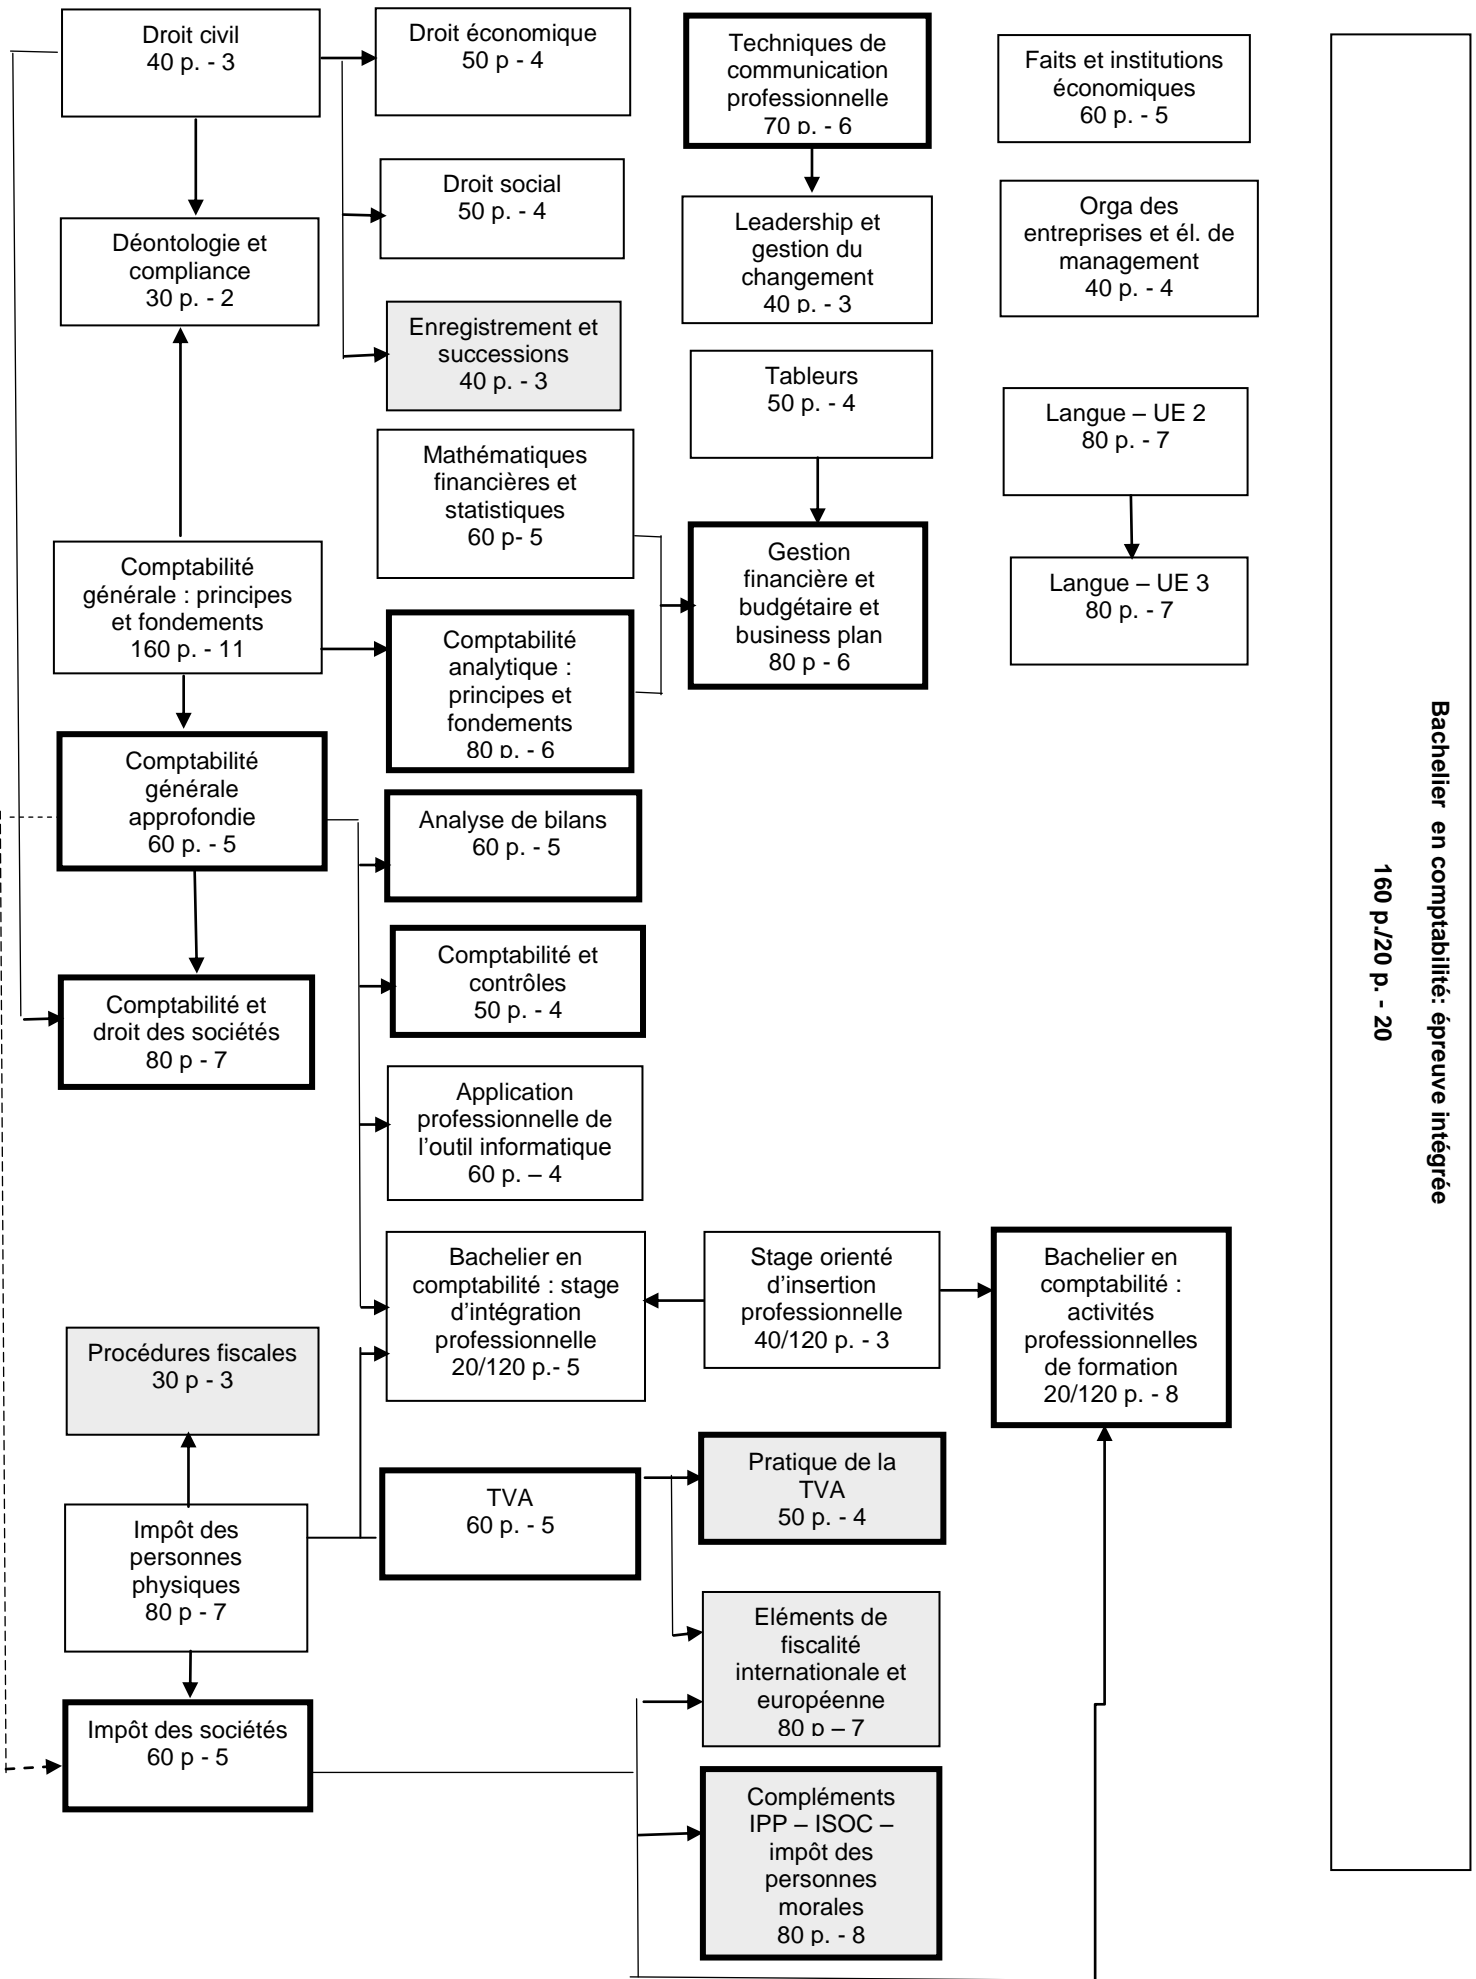 Droit civil
40 p. - 3
Droit économique
50 p - 4
Techniques de
communication
professionnelle
70 p. - 6
Faits et institutions
économiques
60 p. - 5
Droit social
50 p. - 4
Leadership et
gestion du
changement
40 p. - 3
Orga des
entreprises et él. de
management
40 p. - 4
Déontologie et
compliance
30 p. - 2
Enregistrement et
successions
40 p. - 3
Tableurs
50 p. - 4
Langue – UE 2
80 p. - 7
Mathématiques
financières et
statistiques
60 p- 5
Gestion
financière et
budgétaire et
business plan
80 p - 6
Langue – UE 3
80 p. - 7
Comptabilité
générale : principes
et fondements
160 p. - 11
Comptabilité
analytique :
principes et
fondements
80 p. - 6
Comptabilité
générale
approfondie
60 p. - 5
Analyse de bilans
60 p. - 5
Comptabilité et
contrôles
50 p. - 4
Comptabilité et
droit des sociétés
80 p - 7
Application
professionnelle de
l’outil informatique
60 p. – 4
Bachelier en
comptabilité : stage
d’intégration
professionnelle
20/120 p.- 5
Stage orienté
d’insertion
professionnelle
40/120 p. - 3
Bachelier en
comptabilité :
activités
professionnelles
de formation
20/120 p. - 8
Procédures fiscales
30 p - 3
TVA
60 p. - 5
Pratique de la
TVA
50 p. - 4
Impôt des
personnes
physiques
80 p - 7
Eléments de
fiscalité
internationale et
européenne
80 p – 7
Impôt des sociétés
60 p - 5
Compléments
IPP – ISOC –
impôt des
personnes
morales
80 p. - 8
Bachelier en comptabilité: épreuve intégrée
160 p./20 p. - 20